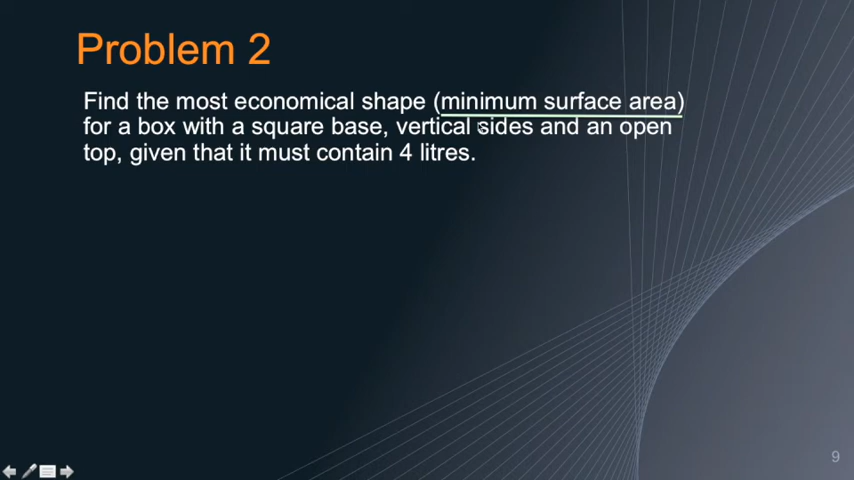 Problem 2
Find the most economical shape (minimum surface area)
for a box with a square base, vertical sides and an open
top, given that it must contain 4 litres.
9